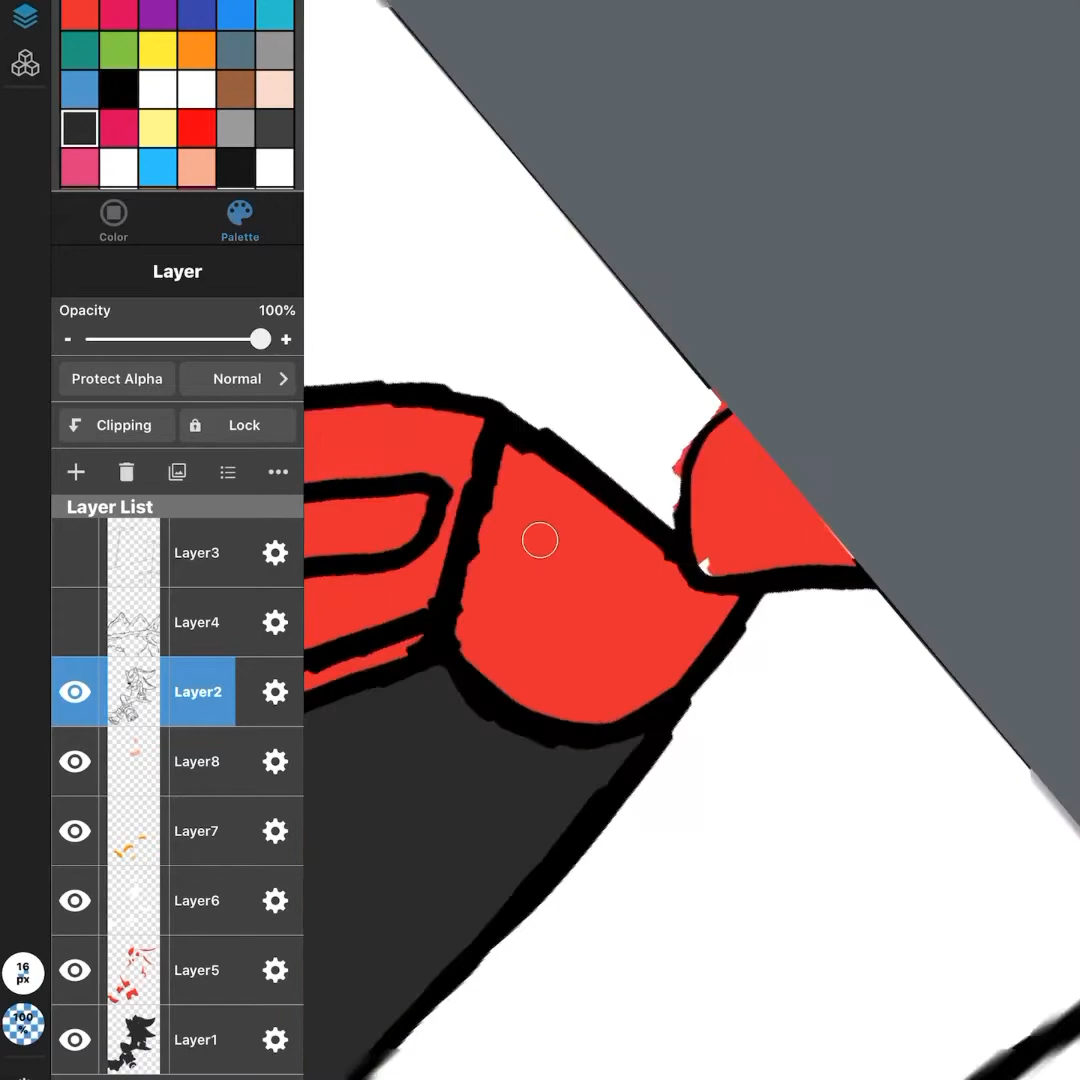 Color
Palette
Layer
Opacity 100%
- +
Protect Alpha Normal
Clipping Lock
Layer List
Layer3
Layer4
Layer2
Layer8
Layer7
Layer6
Layer5
Layer1
16
px
100
%